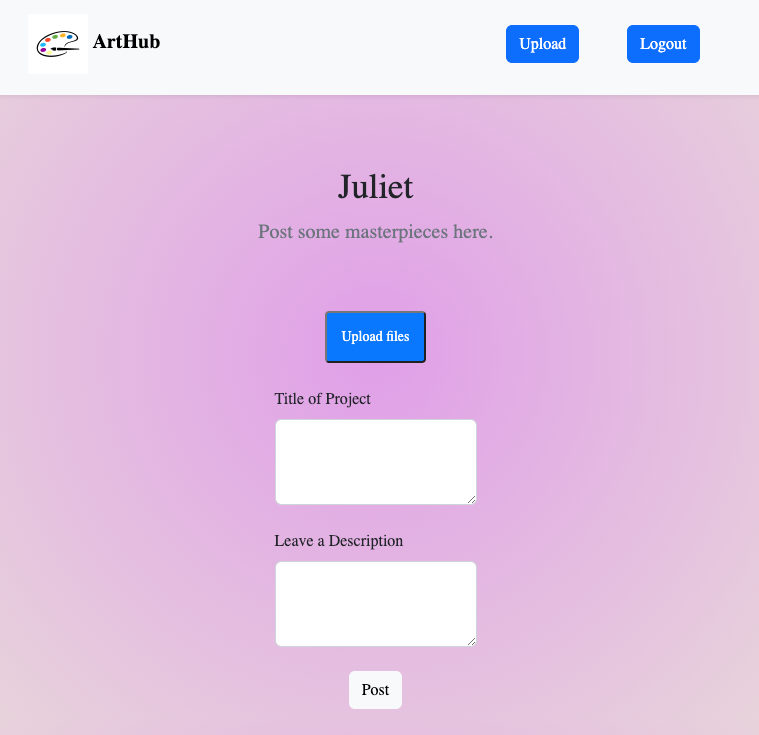 ArtHub
Upload
Logout
Juliet
Post some masterpieces here.
Upload files
Title of Project
Leave a Description
Post